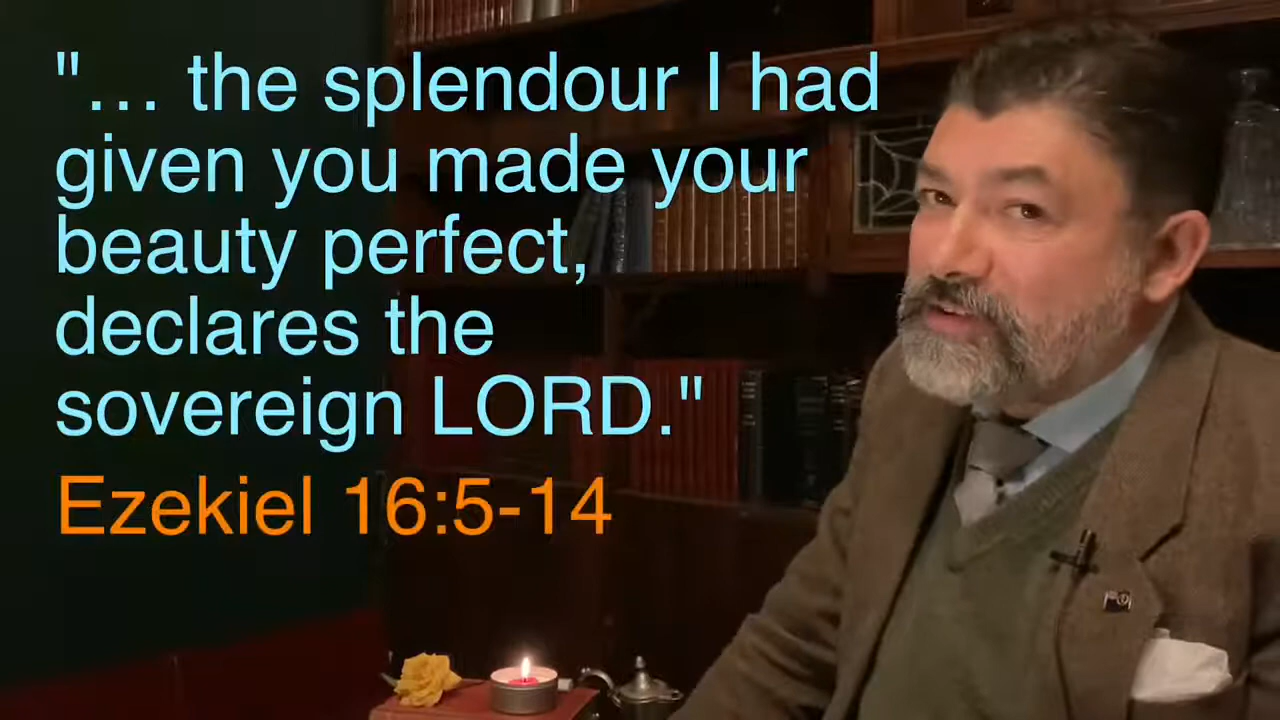 "… the splendour I had
given you made your
beauty perfect,
declares the
sovereign LORD."
Ezekiel 16:5-14